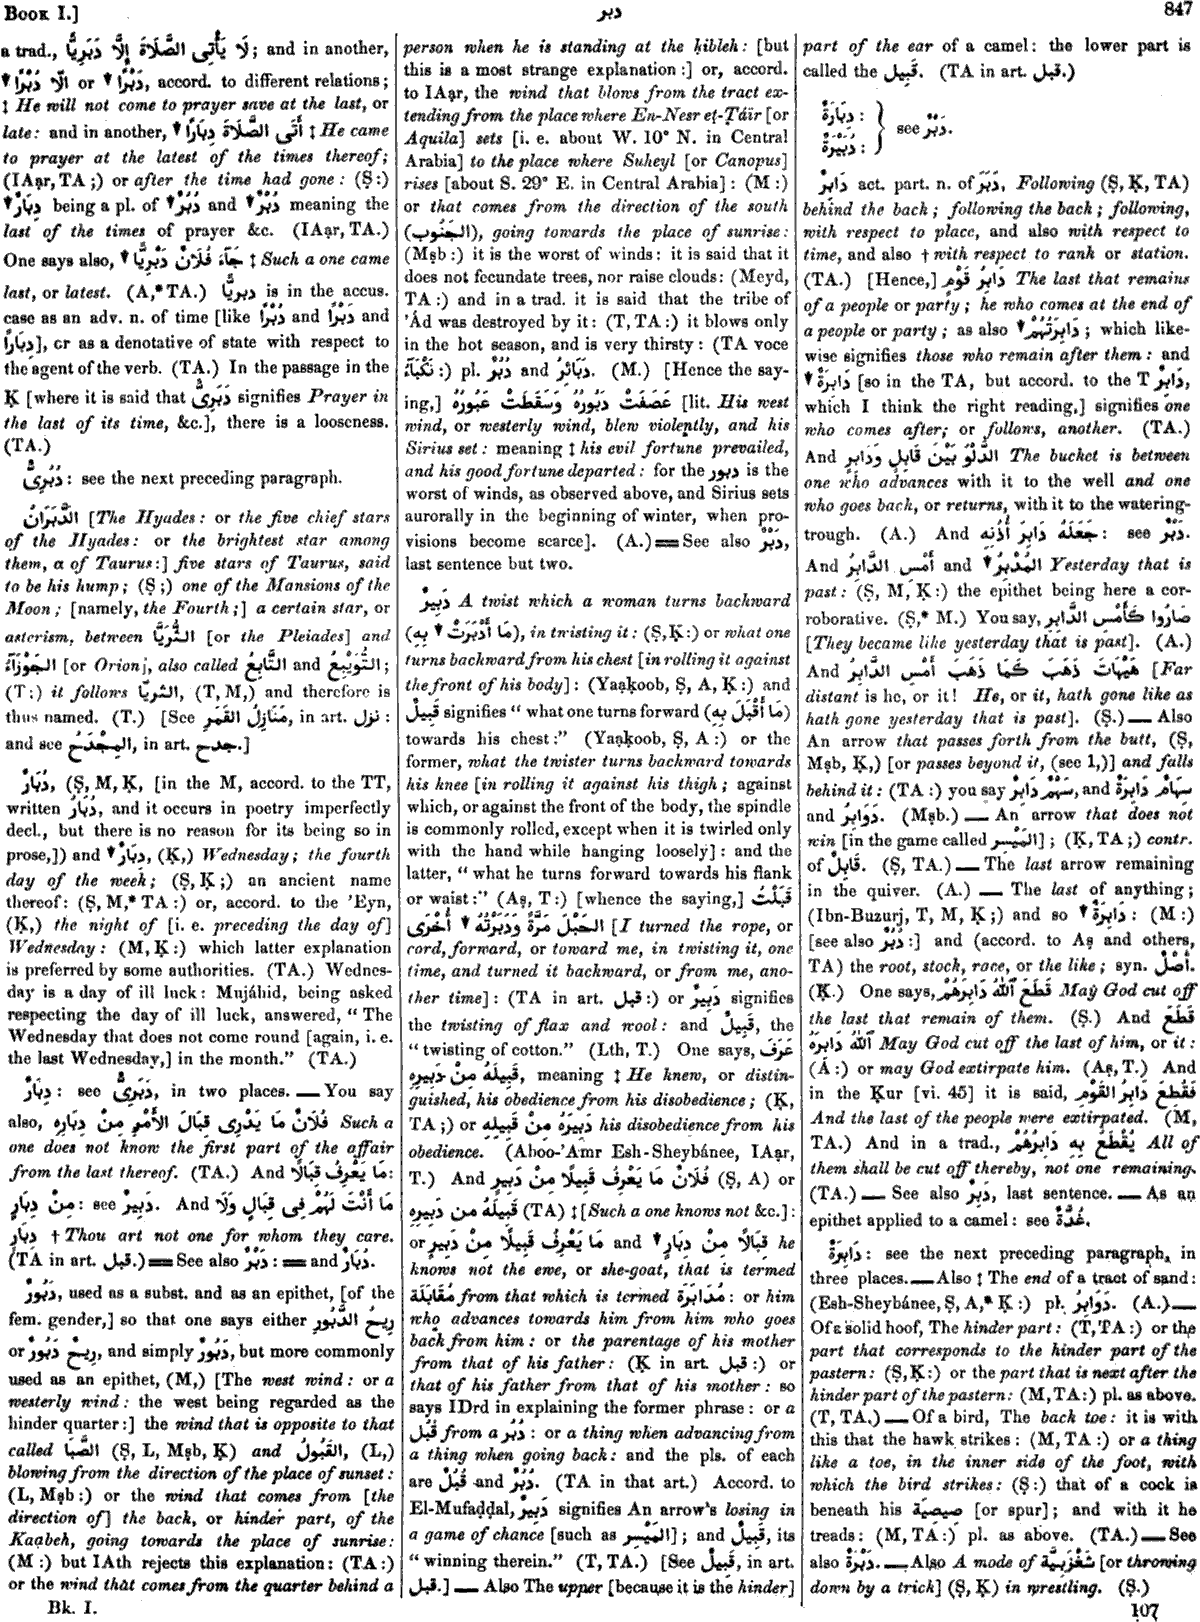 Book I.]
دبر
847
a trad., لَا يَأْتِى الصَّلَاةَ إِلَّا دَبَرِيًّا; and in another,
إِلَّا دُبْرًا or دَبْرًا, accord. to different relations;
‡ He will not come to prayer save at the last, or
late: and in another, أَتَى الصَّلَاةَ دِبَارًا ‡ He came
to prayer at the latest of the times thereof;
(IAạr, TA;) or after the time had gone: (Ṣ:)
دِبَارٌ being a pl. of دُبُرٌ and دُبْرٌ meaning the
last of the times of prayer &c. (IAạr, TA.)
One says also, جَآءَ فُلَانٌ دَبْرِيًّا ‡ Such a one came
last, or latest. (A,* TA.) دبريًّا is in the accus.
case as an adv. n. of time [like دُبْرًا and دَبْرًا and
دِبَارًا], or as a denotative of state with respect to
the agent of the verb. (TA.) In the passage in the
Ḳ [where it is said that دَبَرِىٌّ signifies Prayer in
the last of its time, &c.], there is a looseness.
(TA.)
دُبُرِىٌّ: see the next preceding paragraph.
الدَّبَرَانُ [The Hyades: or the five chief stars
of the Hyades: or the brightest star among
them, α of Taurus:] five stars of Taurus, said
to be his hump; (Ṣ;) one of the Mansions of the
Moon; [namely, the Fourth;] a certain star, or
asterism, between الثُّرَيَّا [or the Pleiades] and
الجَوْزَآءُ [or Orion], also called التَّابِعُ and التُّوَيْبِعُ;
(T:) it follows الثريّا, (T, M,) and therefore is
thus named. (T.) [See مَنَازِلُ القَمَرِ, in art. نزل:
and see المِجْدَحُ, in art. جدح.]
دُبَارٌ, (Ṣ, M, Ḳ, [in the M, accord. to the TT,
written دُبَارُ, and it occurs in poetry imperfectly
decl., but there is no reason for its being so in
prose,]) and دِبَارٌ, (Ḳ,) Wednesday; the fourth
day of the week; (Ṣ, Ḳ;) an ancient name
thereof: (Ṣ, M,* TA:) or, accord. to the ’Eyn,
(Ḳ,) the night of [i. e. preceding the day of]
Wednesday: (M, Ḳ:) which latter explanation
is preferred by some authorities. (TA.) Wednes-
day is a day of ill luck: Mujáhid, being asked
respecting the day of ill luck, answered, “The
Wednesday that does not come round [again, i. e.
the last Wednesday,] in the month.” (TA.)
دِبَارٌ: see دَبَرِىٌّ, in two places. — You say
also, فُلَانٌ مَا يَدْرِى قِبَالَ الأَمْرِ مِنْ دِبَارِهِ Such a
one does not know the first part of the affair
from the last thereof. (TA.) And مَا يَعْرِفُ قِبَالًا
مِنْ دِبَارٍ: see دَبِيرٌ. And مَا أَنْتَ لَهُمْ فِى قِبَالٍ وَلَا
دِبَارٍ † Thou art not one for whom they care.
(TA in art. قبل.) = See also دَبْرٌ: = and دُبَارٌ.
دَبُورٌ, used as a subst. and as an epithet, [of the
fem. gender,] so that one says either رِيحُ الدَّبُورِ
or رِيحٌ دَبُورٌ, and simply دَبُورٌ, but more commonly
used as an epithet, (M,) [The west wind: or a
westerly wind: the west being regarded as the
hinder quarter:] the wind that is opposite to that
called الصَّبَا (Ṣ, L, Mṣb, Ḳ) and القَبُولُ, (L,)
blowing from the direction of the place of sunset:
(L, Mṣb:) or the wind that comes from [the
direction of] the back, or hinder part, of the
Kaạbeh, going towards the place of sunrise:
(M:) but IAth rejects this explanation: (TA:)
or the wind that comes from the quarter behind a
Bk. I.
person when he is standing at the ḳibleh: [but
this is a most strange explanation:] or, accord.
to IAạr, the wind that blows from the tract ex-
tending from the place where En-Nesr eṭ-Ṭáïr [or
Aquila] sets [i. e. about W. 10° N. in Central
Arabia] to the place where Suheyl [or Canopus]
rises [about S. 29° E. in Central Arabia]: (M:)
or that comes from the direction of the south
(الجَنُوب), going towards the place of sunrise:
(Mṣb:) it is the worst of winds: it is said that it
does not fecundate trees, nor raise clouds: (Meyd,
TA:) and in a trad. it is said that the tribe of
’Ád was destroyed by it: (T, TA:) it blows only
in the hot season, and is very thirsty: (TA voce
نَكْبَآءُ:) pl. دُبُرٌ and دَبَائِرُ. (M.) [Hence the say-
ing,] عَصَفَتْ دَبُورُهُ وَسَقَطَتْ عَبُورُهُ [lit. His west
wind, or westerly wind, blew violently, and his
Sirius set: meaning ‡ his evil fortune prevailed,
and his good fortune departed: for the دبور is the
worst of winds, as observed above, and Sirius sets
aurorally in the beginning of winter, when pro-
visions become scarce]. (A.) = See also دَبْرٌ,
last sentence but two.
دَبِيرٌ A twist which a woman turns backward
(مَا أَدْبَرَتْ بِهِ), in twisting it: (Ṣ, Ḳ:) or what one
turns backward from his chest [in rolling it against
the front of his body]: (Yaạḳoob, Ṣ, A, Ḳ:) and
قَبِيلٌ signifies “what one turns forward (مَا أَقْبَلَ بِهِ)
towards his chest:” (Yaạḳoob, Ṣ, A:) or the
former, what the twister turns backward towards
his knee [in rolling it against his thigh; against
which, or against the front of the body, the spindle
is commonly rolled, except when it is twirled only
with the hand while hanging loosely]: and the
latter, “what he turns forward towards his flank
or waist:” (Aṣ, T:) [whence the saying,] قَبَلْتُ
الحَبْلَ مَرَّةً وَدَبَرْتُهُ أُخْرَى [I turned the rope, or
cord, forward, or toward me, in twisting it, one
time, and turned it backward, or from me, ano-
ther time]: (TA in art. قبل:) or دَبِيرٌ signifies
the twisting of flax and wool: and قَبِيلٌ, the
“twisting of cotton.” (Lth, T.) One says, عَرَفَ
قَبِيلَهُ مِنْ دَبِيرِهِ, meaning ‡ He knew, or distin-
guished, his obedience from his disobedience; (Ḳ,
TA;) or دَبِيرَهُ مِنْ قَبِيلِهِ his disobedience from his
obedience. (Aboo-’Amr Esh-Sheybánee, IAạr,
T.) And فُلَانٌ مَا يَعْرِفُ قَبِيلًا مِنْ دَبِيرٍ (Ṣ, A) or
قَبِيلَهُ من دَبِيرِهِ (TA) ‡ [Such a one knows not &c.]:
or مَا يَعْرِفُ قَبِيلًا مِنْ دَبِيرٍ and قِبَالًا مِنْ دِبَارٍ he
knows not the ewe, or she-goat, that is termed
مُقَابَلَة from that which is termed مُدَابَرَة: or him
who advances towards him from him who goes
back from him: or the parentage of his mother
from that of his father: (Ḳ in art. قبل:) or
that of his father from that of his mother: so
says IDrd in explaining the former phrase: or a
قُبُل from a دُبُر: or a thing when advancing from
a thing when going back: and the pls. of each
are قُبُلٌ and دُبُرٌ. (TA in that art.) Accord. to
El-Mufaḍḍal, دَبِيرٌ signifies An arrow’s losing in
a game of chance [such as المَيْسِر]; and قَبِيلٌ, its
“winning therein.” (T, TA.) [See قَبِيلٌ, in art.
قبل.] — Also The upper [because it is the hinder]
part of the ear of a camel: the lower part is
called the قَبِيل. (TA in art. قبل.)
دِبَارَةٌ:
دَبِيرَةٌ: } see دَبْرٌ.
دَابِرٌ act. part. n. of دَبَرَ, Following (Ṣ, Ḳ, TA)
behind the back; following the back; following,
with respect to place, and also with respect to
time, and also † with respect to rank or station.
(TA.) [Hence,] دَابِرُ قَوْمٍ The last that remains
of a people or party; he who comes at the end of
a people or party; as also دَابِرَتُهُمْ; which like-
wise signifies those who remain after them: and
دَابِرَةٌ [so in the TA, but accord. to the T دَابِرٌ,
which I think the right reading,] signifies one
who comes after; or follows, another. (TA.)
And الدَّلْوُ بَيْنَ قَابِلٍ وَدَابِرٍ The bucket is between
one who advances with it to the well and one
who goes back, or returns, with it to the watering-
trough. (A.) And جَعَلَهُ دَابِرَ أُذُنِهِ: see دَبْرٌ.
And أَمْسِ الدَّابِرُ and المُدْبِرُ Yesterday that is
past: (Ṣ, M, Ḳ:) the epithet being here a cor-
roborative. (Ṣ,* M.) You say, صَارُوا كَأَمْسِ الدَّابِرِ
[They became like yesterday that is past]. (A.)
And هَيْهَاتَ ذَهَبَ كَمَا ذَهَبَ أَمْسِ الدَّابِرُ [Far
distant is he, or it! He, or it, hath gone like as
hath gone yesterday that is past]. (Ṣ.) — Also
An arrow that passes forth from the butt, (Ṣ,
Mṣb, Ḳ,) [or passes beyond it, (see 1,)] and falls
behind it: (TA:) you say سَهْمٌ دَابِرٌ, and سِهَامٌ دَابِرَةٌ
and دَوَابِرُ. (Mṣb.) — An arrow that does not
win [in the game called المَيْسِر]; (Ḳ, TA;) contr.
of قَابِلٌ. (Ṣ, TA.) — The last arrow remaining
in the quiver. (A.) — The last of anything;
(Ibn-Buzurj, T, M, Ḳ;) and so دَابِرَةٌ: (M:)
[see also دُبُرٌ:] and (accord. to Aṣ and others,
TA) the root, stock, race, or the like; syn. أَصْلٌ.
(Ḳ.) One says, قَطَعَ ٱللّٰهُ دَابِرَهُمْ May God cut off
the last that remain of them. (Ṣ.) And قَطَعَ
ٱللّٰهُ دَابِرَهُ May God cut off the last of him, or it:
(A:) or may God extirpate him. (Aṣ, T.) And
in the Ḳur [vi. 45] it is said, فَقُطِعَ دَابِرُ القَوْمِ
And the last of the people were extirpated. (M,
TA.) And in a trad., يُقْطَعُ بِهِ دَابِرُهُمْ All of
them shall be cut off thereby, not one remaining.
(TA.) — See also دَبْرٌ, last sentence. — As an
epithet applied to a camel: see غُدَّةٌ.
دَابِرَةٌ: see the next preceding paragraph, in
three places. — Also ‡ The end of a tract of sand:
(Esh-Sheybánee, Ṣ, A,* Ḳ:) pl. دَوَابِرُ. (A.) —
Of a solid hoof, The hinder part: (T, TA:) or the
part that corresponds to the hinder part of the
pastern: (Ṣ, Ḳ:) or the part that is next after the
hinder part of the pastern: (M, TA:) pl. as above.
(T, TA.) — Of a bird, The back toe: it is with
this that the hawk strikes: (M, TA:) or a thing
like a toe, in the inner side of the foot, with
which the bird strikes: (Ṣ:) that of a cock is
beneath his صِيصِيَة [or spur]; and with it he
treads: (M, TA:) pl. as above. (TA.) — See
also دَبْرَةٌ. — Also A mode of شَغْزَبِيَّة [or throwing
down by a trick] (Ṣ, Ḳ) in wrestling. (Ṣ.)
107